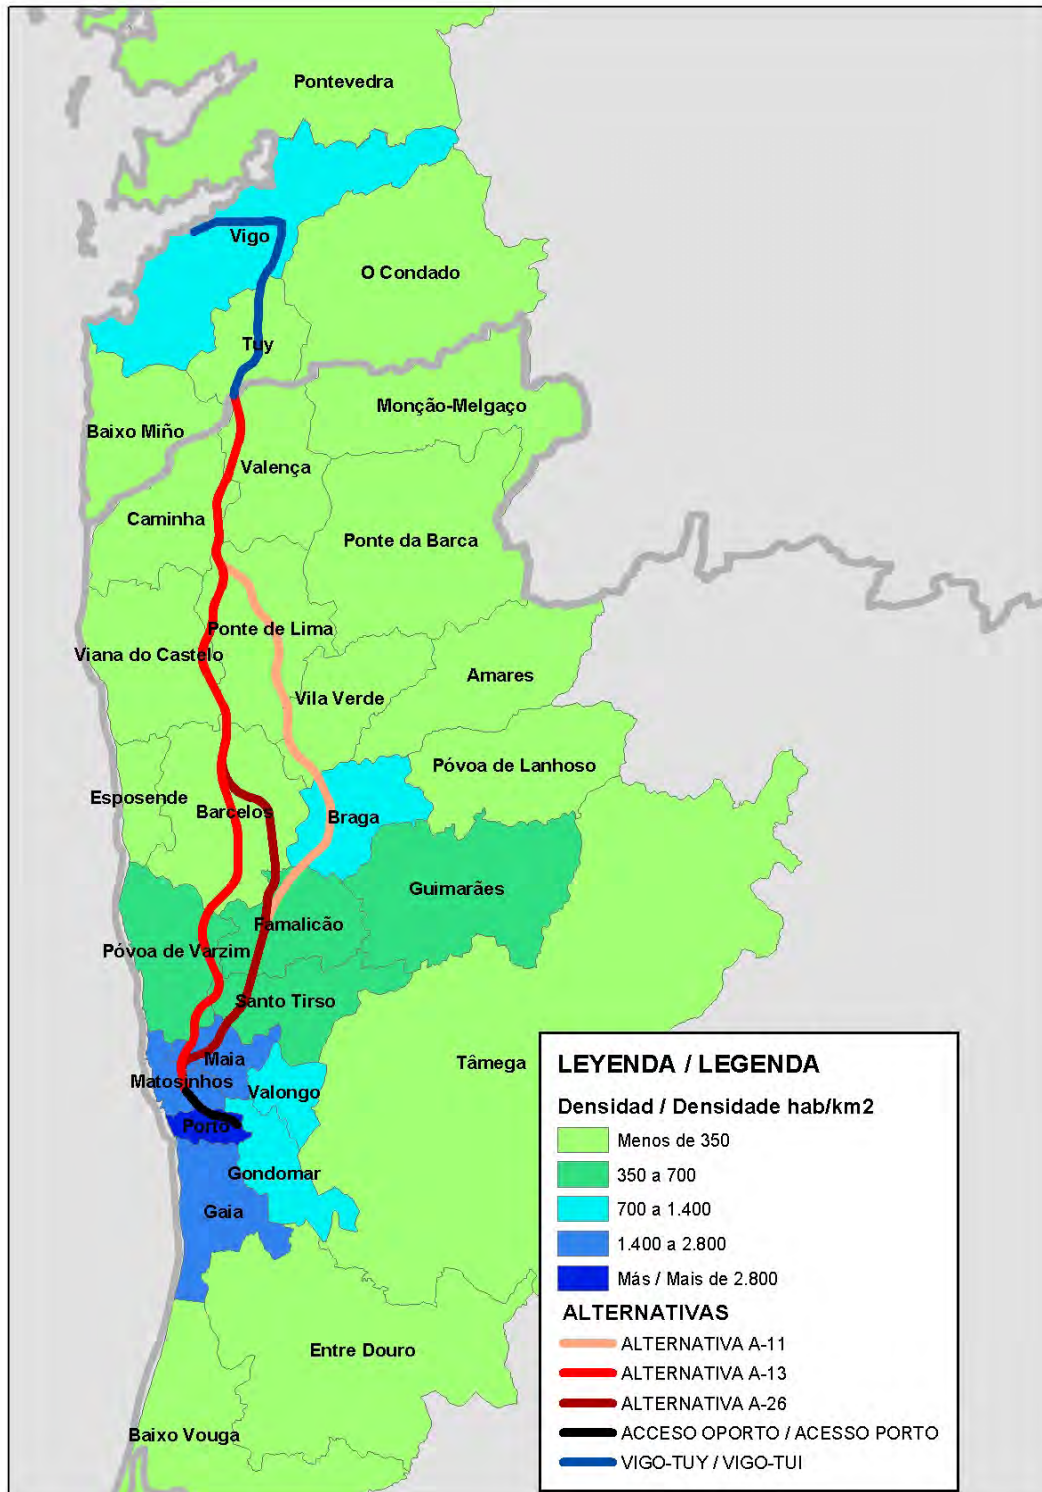 Pontevedra
Vigo
O Condado
Tuy
Monção-Melgaço
Baixo Miño
Valença
Caminha
Ponte da Barca
Ponte de Lima
Viana do Castelo
Amares
Vila Verde
Póvoa de Lanhoso
Esposende
Barcelos
Braga
Guimarães
Famalicão
Póvoa de Varzim
Santo Tirso
Maia
Tâmega
Matosinhos
Valongo
Porto
Gondomar
Gaia
Entre Douro
Baixo Vouga
LEYENDA / LEGENDA
Densidad / Densidade hab/km2
Menos de 350
350 a 700
700 a 1.400
1.400 a 2.800
Más / Mais de 2.800
ALTERNATIVAS
ALTERNATIVA A-11
ALTERNATIVA A-13
ALTERNATIVA A-26
ACCESO OPORTO / ACESSO PORTO
VIGO-TUY / VIGO-TUI